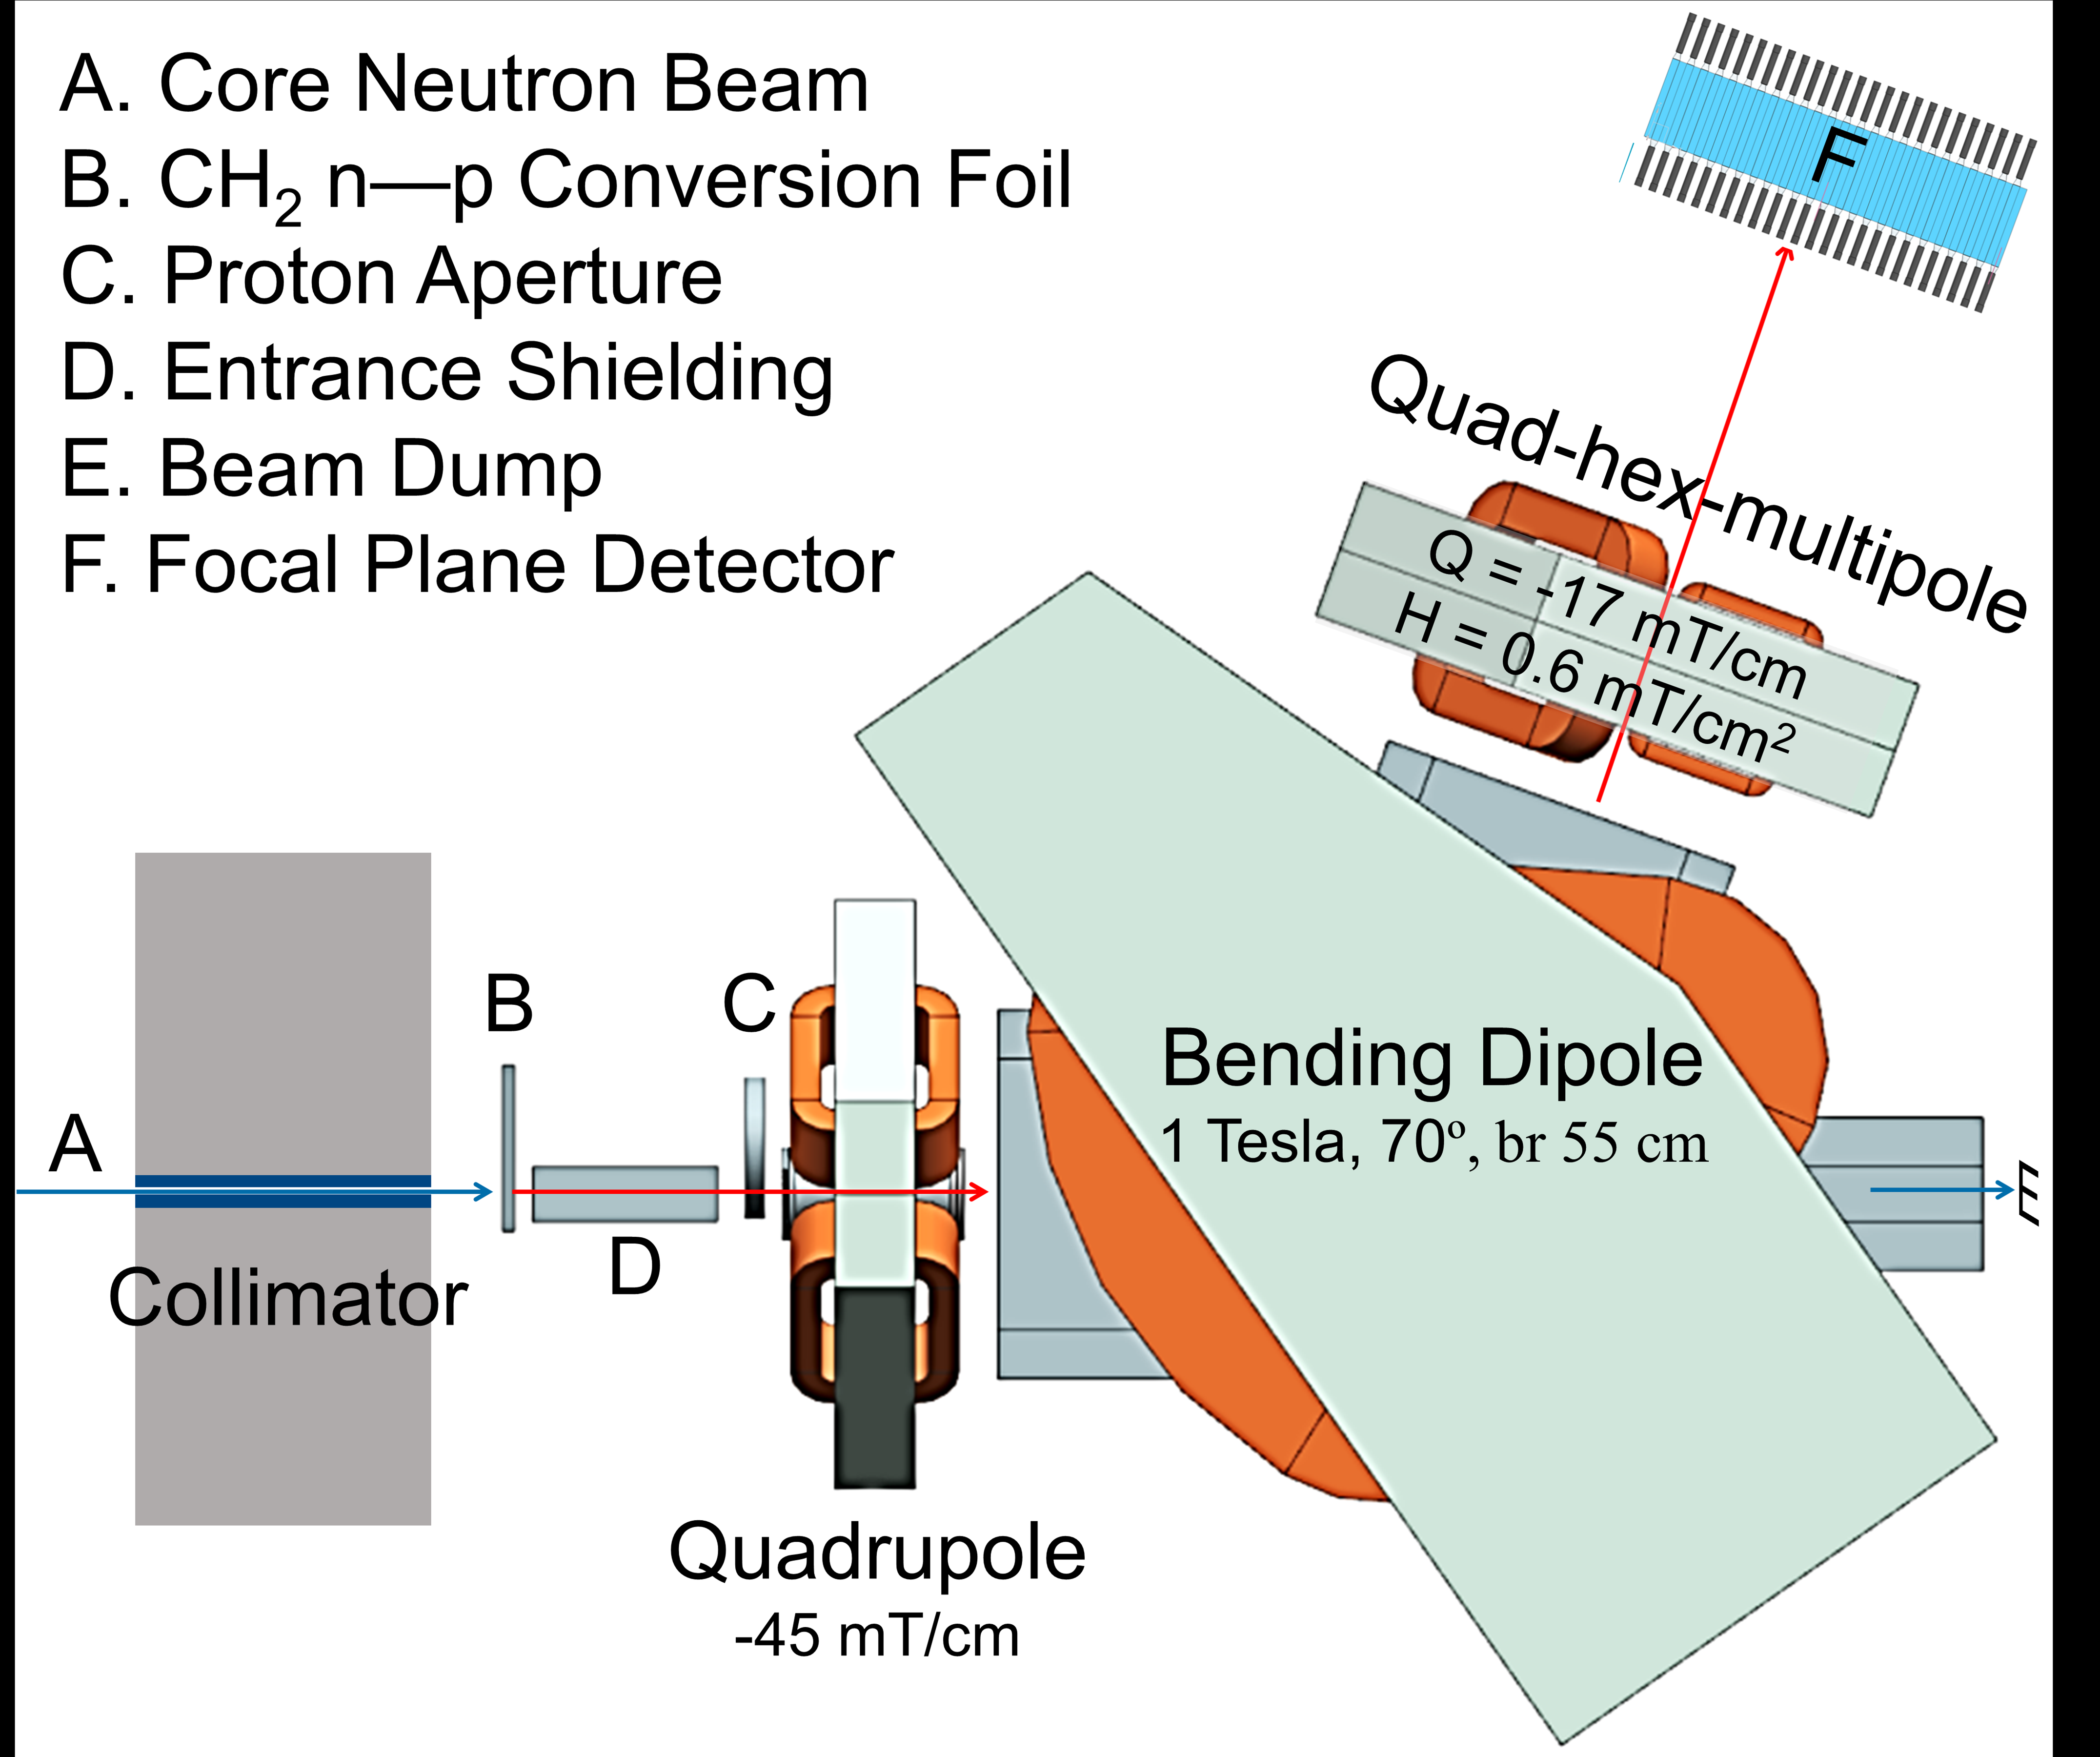 A. Core Neutron Beam
B. CH₂ n—p Conversion Foil
C. Proton Aperture
D. Entrance Shielding
E. Beam Dump
F. Focal Plane Detector
F
Quad-hex-multipole
Q = -17 mT/cm
H = 0.6 mT/cm²
B
C
A
D
Collimator
Bending Dipole
1 Tesla, 70º, br 55 cm
E
Quadrupole
-45 mT/cm